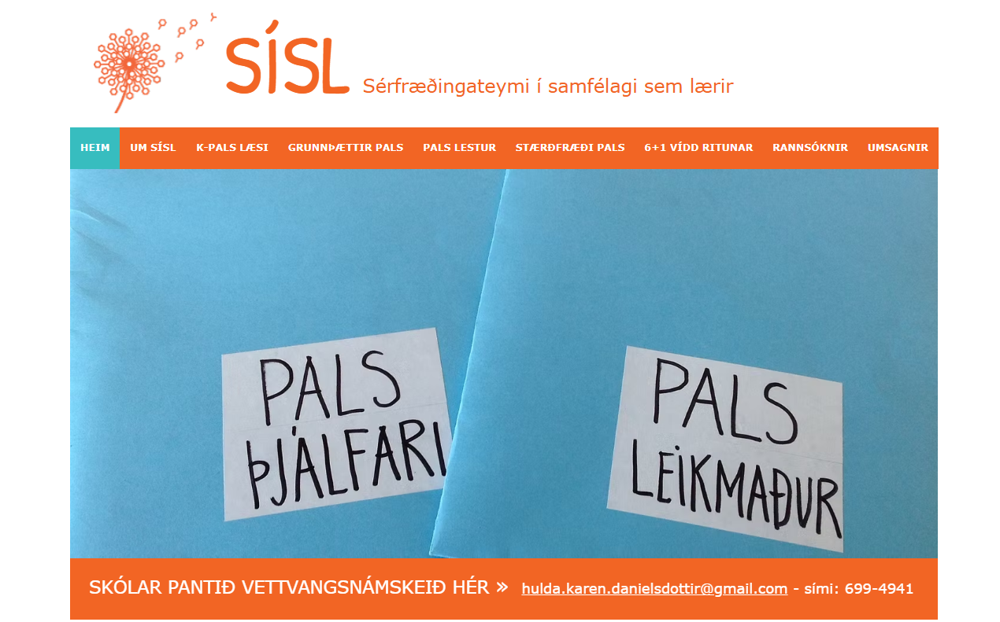 SÍSL Sérfræðingateymi í samfélagi sem lærir
HEIM UM SÍSL K-PALS LÆSI GRUNNÞÆTTIR PALS PALS LESTUR STÆRÐFRÆÐI PALS 6+1 VÍDD RITUNAR RANNSÓKNIR UMSAGNIR
PALS
ÞJÁLFARI
PALS
LEIKMAÐUR
SKÓLAR PANTIÐ VETTVANGSNÁMSKEIÐ HÉR » hulda.karen.danielsdottir@gmail.com - sími: 699-4941